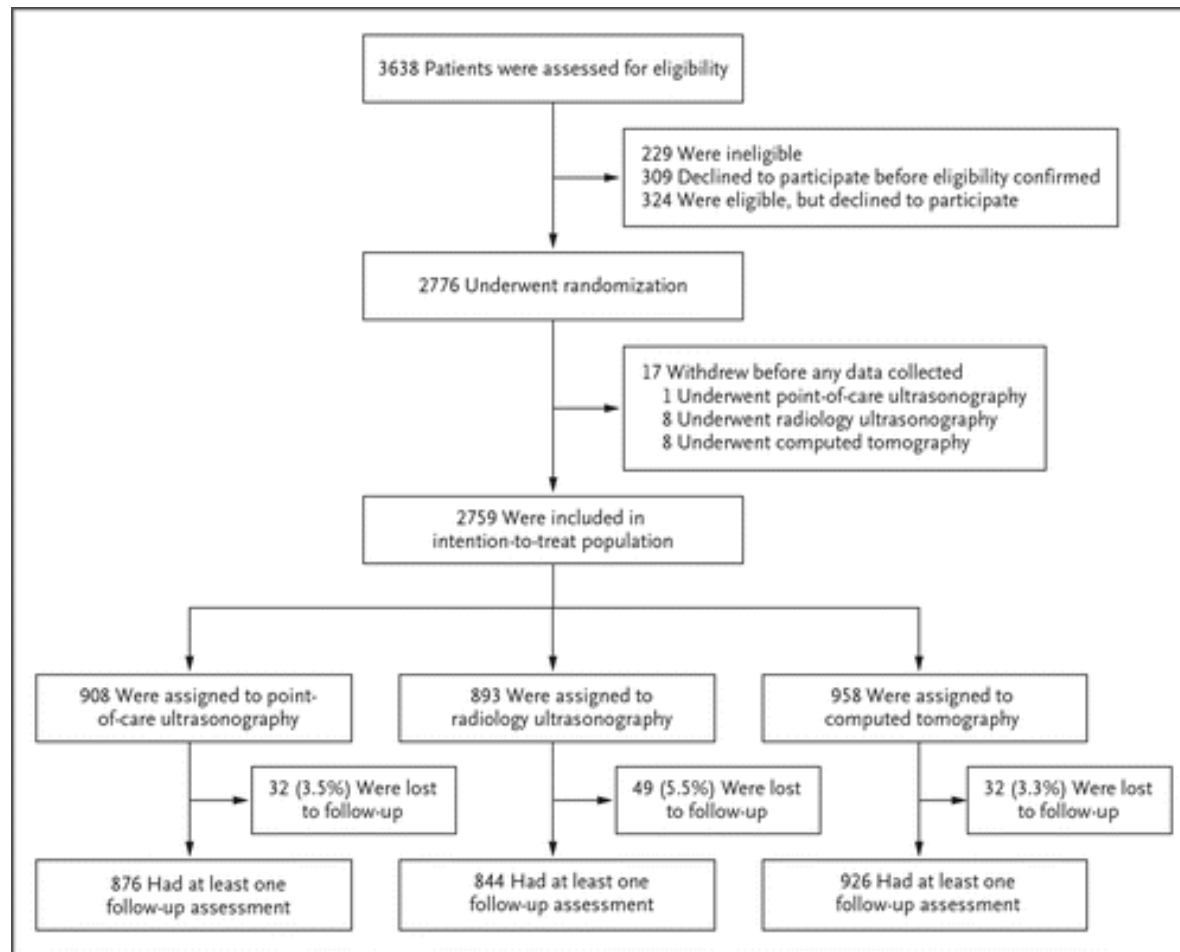 3638 Patients were assessed for eligibility
229 Were ineligible
309 Declined to participate before eligibility confirmed
324 Were eligible, but declined to participate
2776 Underwent randomization
17 Withdrew before any data collected
1 Underwent point-of-care ultrasonography
8 Underwent radiology ultrasonography
8 Underwent computed tomography
2759 Were included in
intention-to-treat population
908 Were assigned to point-
of-care ultrasonography
893 Were assigned to
radiology ultrasonography
958 Were assigned to
computed tomography
32 (3.5%) Were lost
to follow-up
49 (5.5%) Were lost
to follow-up
32 (3.3%) Were lost
to follow-up
876 Had at least one
follow-up assessment
844 Had at least one
follow-up assessment
926 Had at least one
follow-up assessment